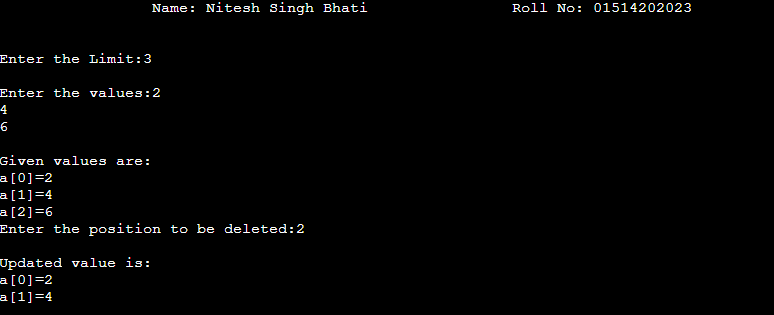 Name: Nitesh Singh Bhati Roll No: 01514202023
Enter the Limit:3
Enter the values:2
4
6
Given values are:
a[0]=2
a[1]=4
a[2]=6
Enter the position to be deleted:2
Updated value is:
a[0]=2
a[1]=4